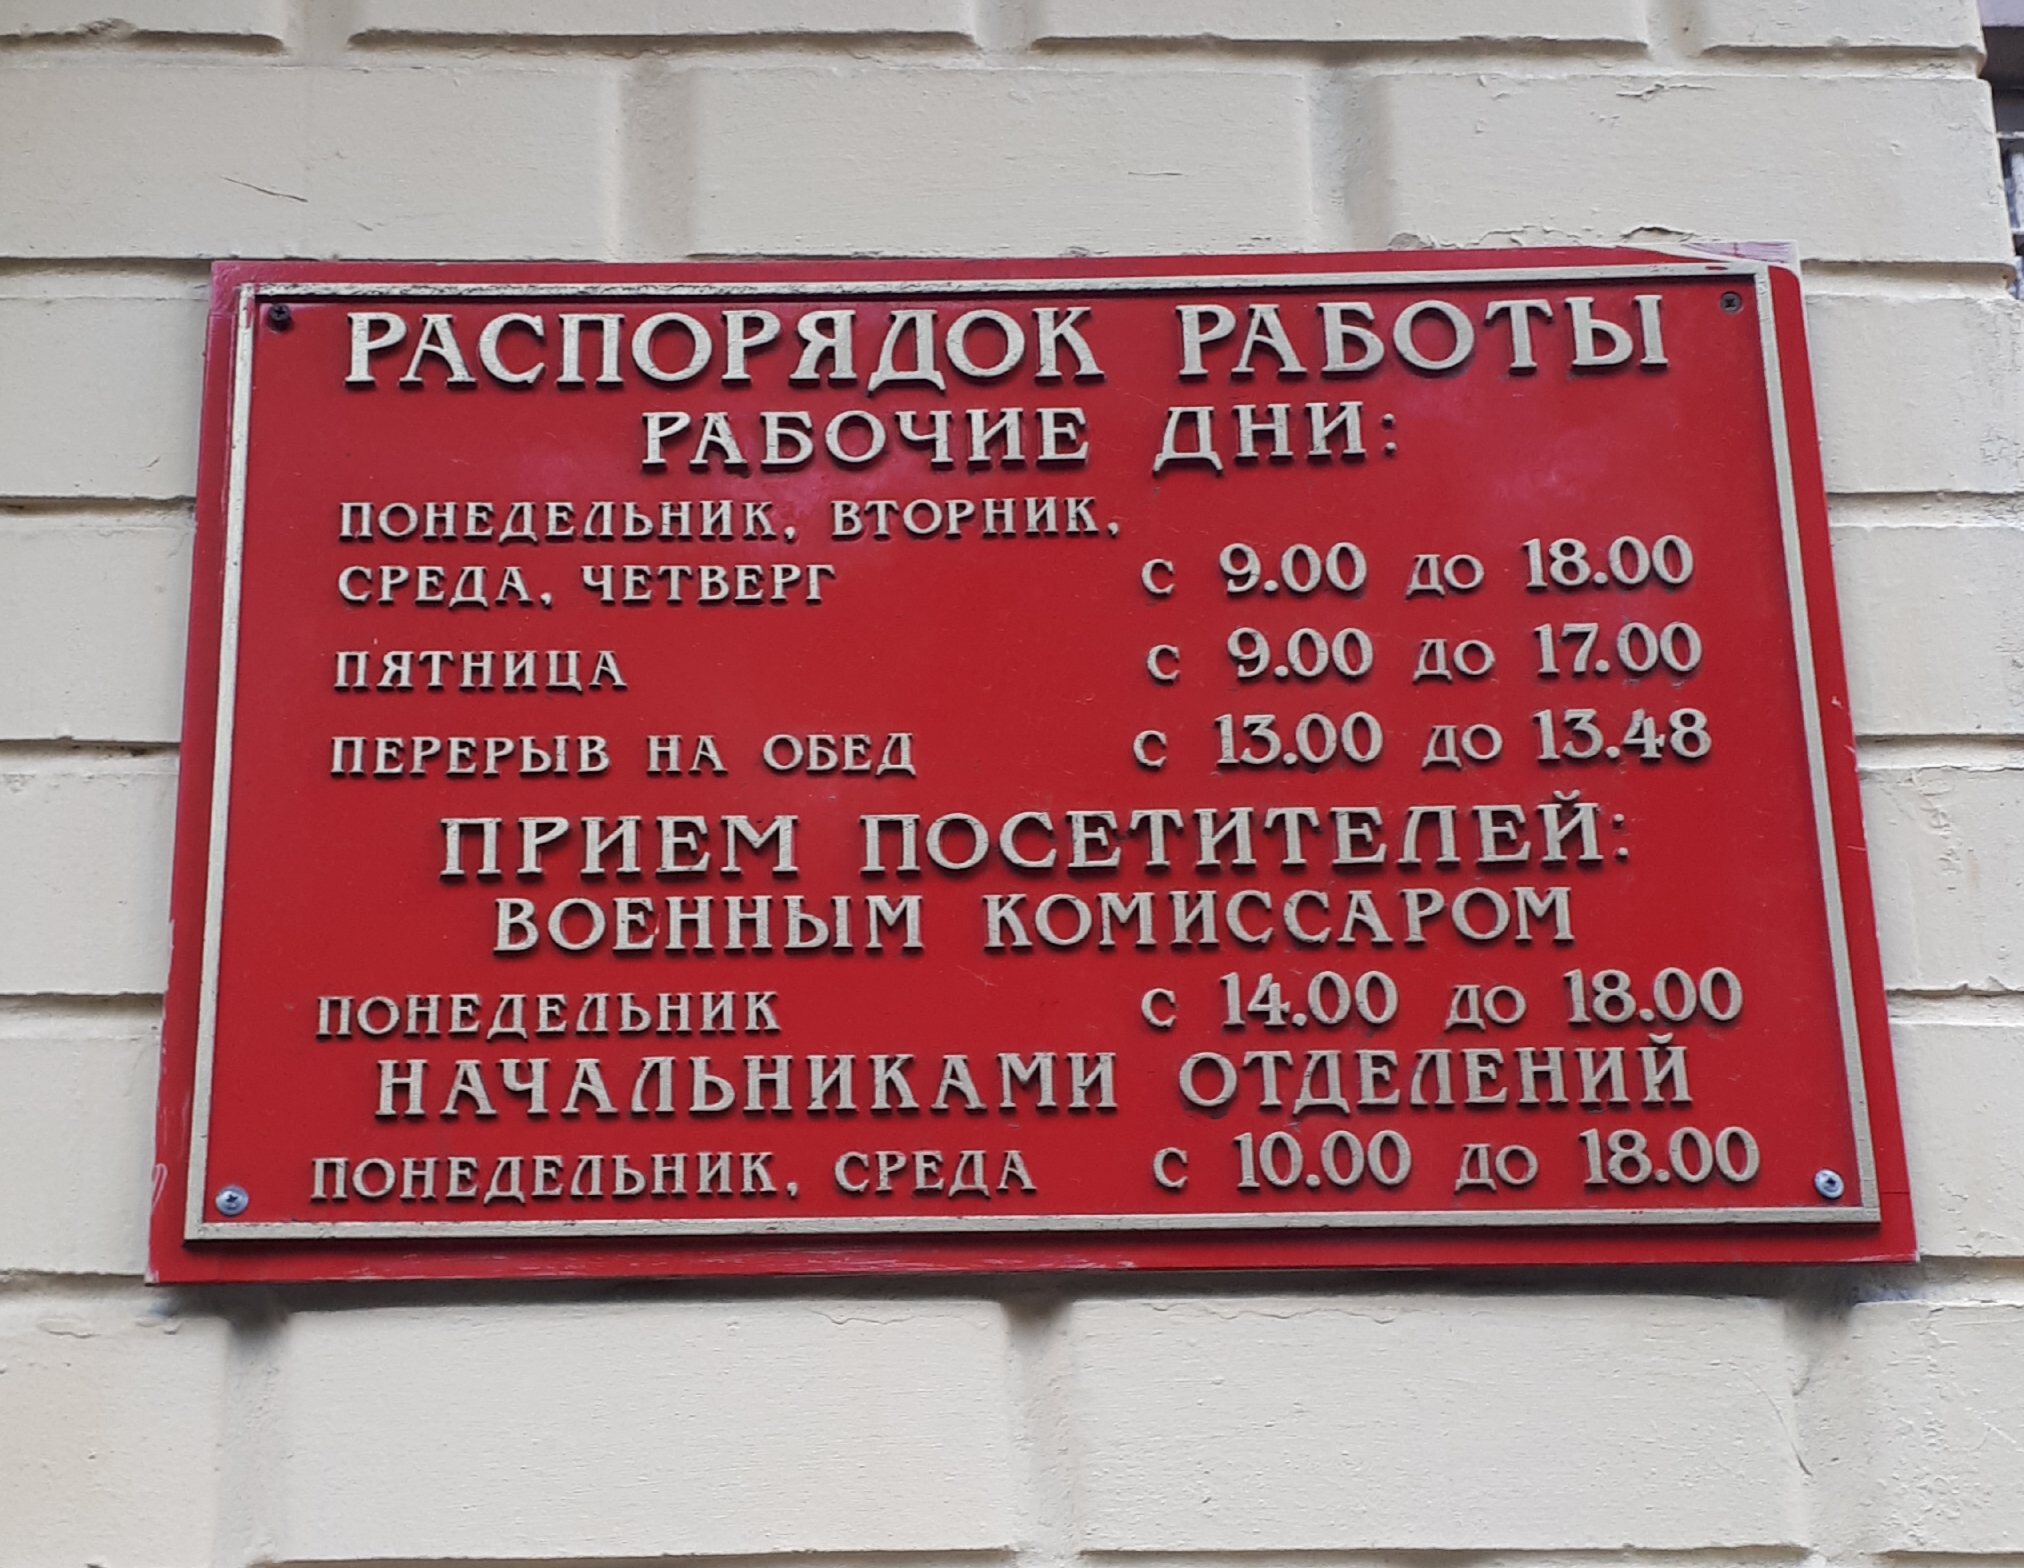 РАСПОРЯДОК РАБОТЫ
РАБОЧИЕ ДНИ:
ПОНЕДЕЛЬНИК, ВТОРНИК,
СРЕДА, ЧЕТВЕРГ С 9.00 ДО 18.00
ПЯТНИЦА С 9.00 ДО 17.00
ПЕРЕРЫВ НА ОБЕД С 13.00 ДО 13.48
ПРИЕМ ПОСЕТИТЕЛЕЙ:
ВОЕННЫМ КОМИССАРОМ
ПОНЕДЕЛЬНИК С 14.00 ДО 18.00
НАЧАЛЬНИКАМИ ОТДЕЛЕНИЙ
ПОНЕДЕЛЬНИК, СРЕДА С 10.00 ДО 18.00